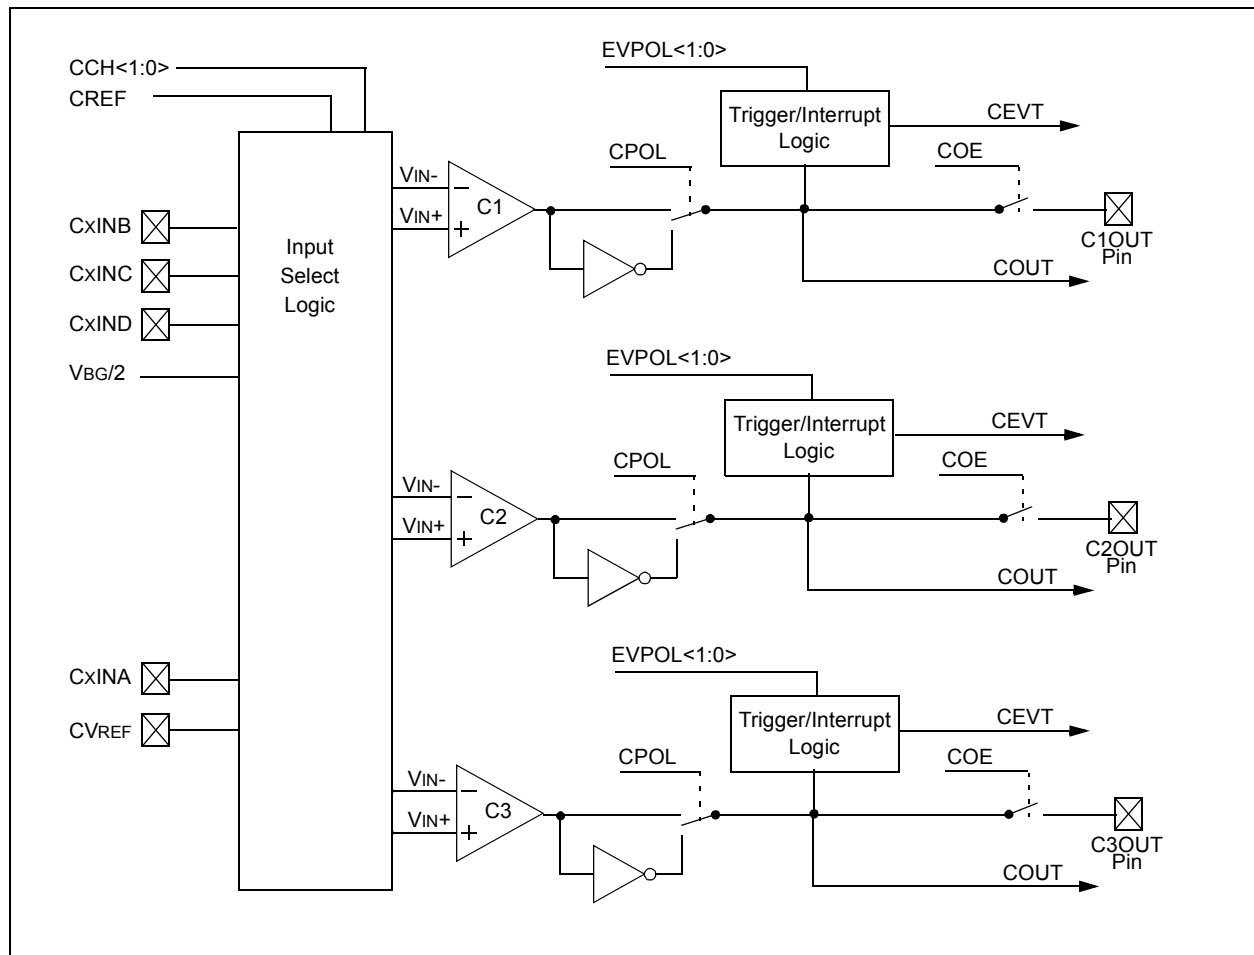 CCH<1:0>
CREF
CxINB
CxINC
CxIND
VBG/2
CxINA
CVREF
Input
Select
Logic
EVPOL<1:0>
Trigger/Interrupt
Logic
CEVT
CPOL
COE
VIN-
VIN+
C1
C1OUT
Pin
COUT
EVPOL<1:0>
Trigger/Interrupt
Logic
CEVT
CPOL
COE
VIN-
VIN+
C2
C2OUT
Pin
COUT
EVPOL<1:0>
Trigger/Interrupt
Logic
CEVT
CPOL
COE
VIN-
VIN+
C3
C3OUT
Pin
COUT